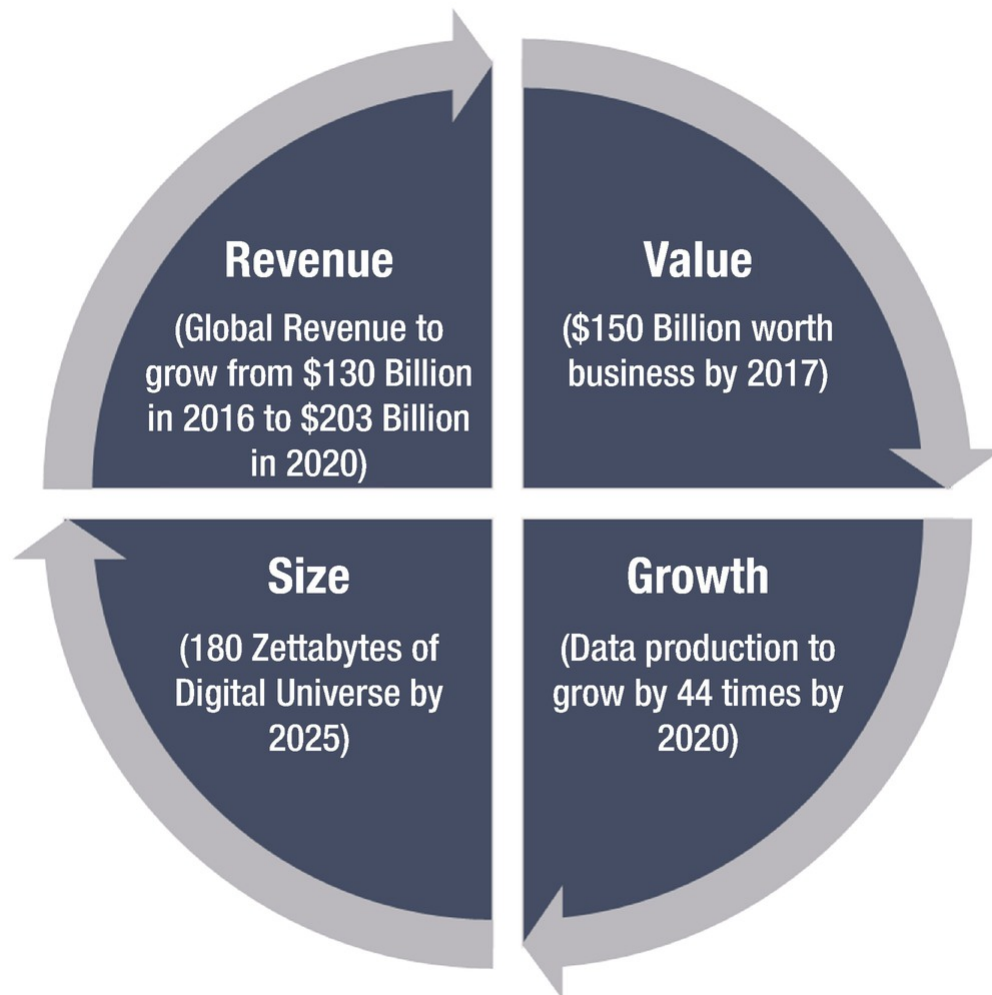 Revenue
(Global Revenue to
grow from $130 Billion
in 2016 to $203 Billion
in 2020)
Value
($150 Billion worth
business by 2017)
Size
(180 Zettabytes of
Digital Universe by
2025)
Growth
(Data production to
grow by 44 times by
2020)